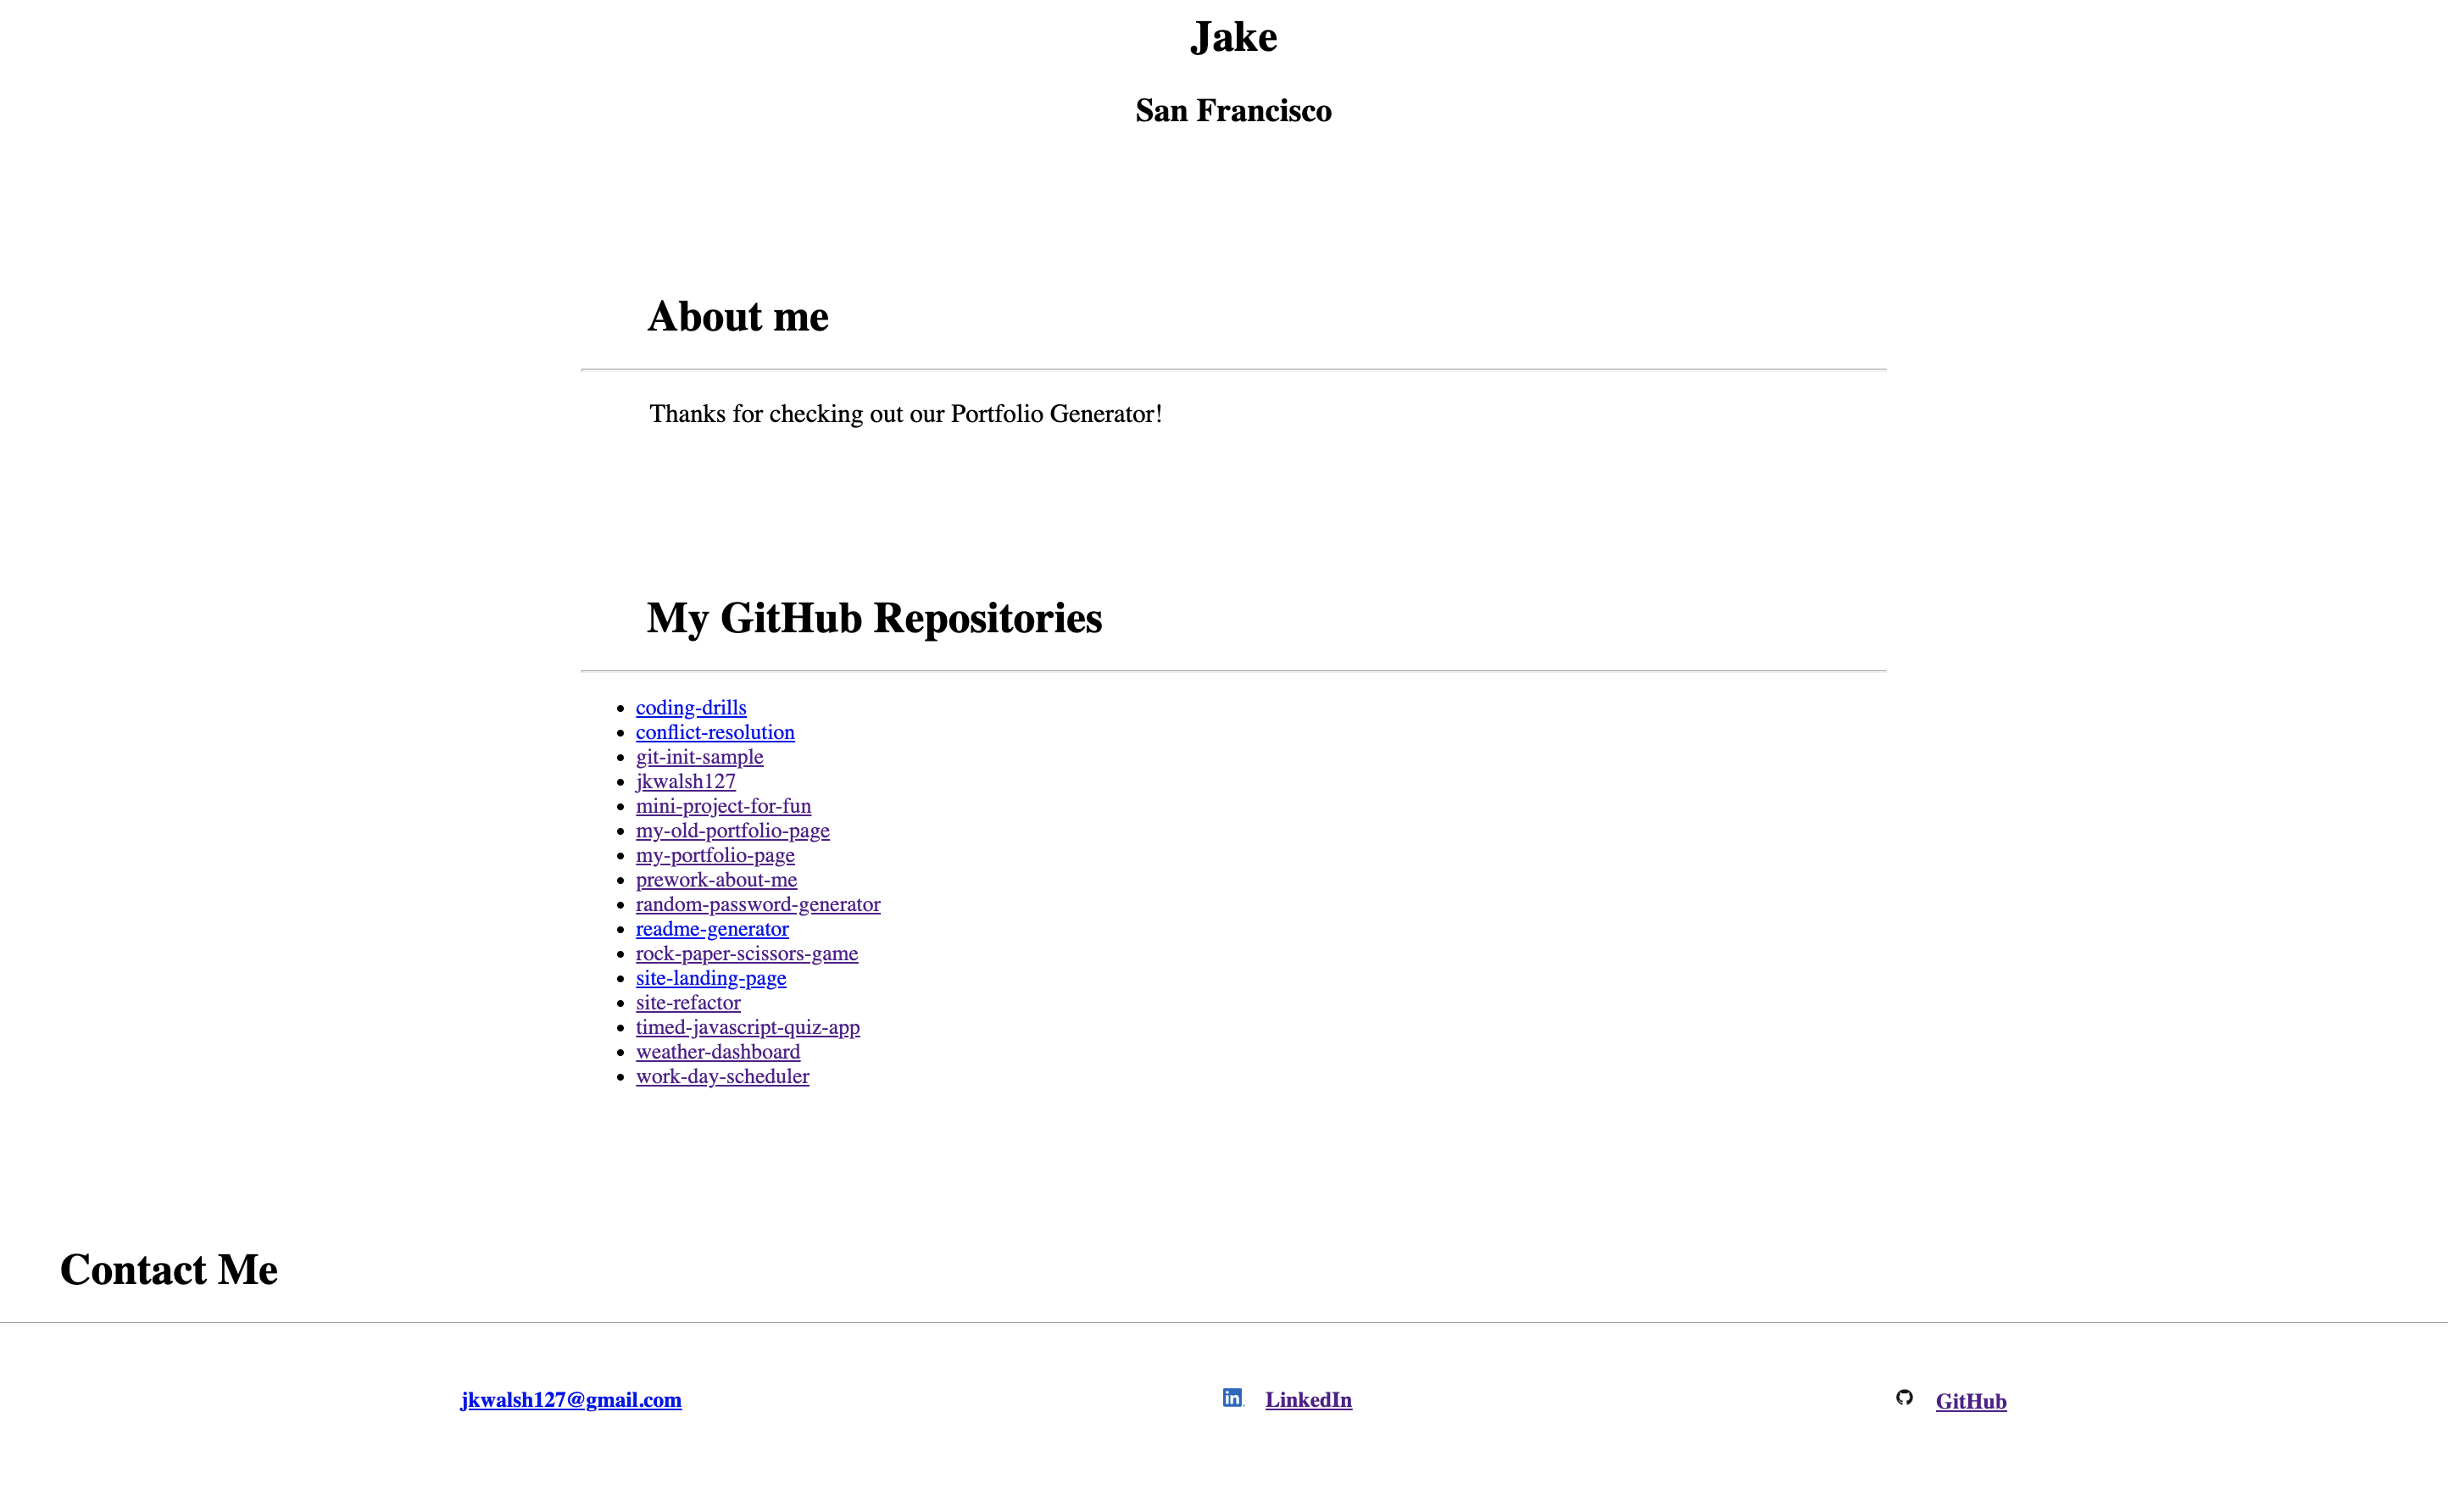 Jake
San Francisco
About me
Thanks for checking out our Portfolio Generator!
My GitHub Repositories
coding-drills
conflict-resolution
git-init-sample
jkwalsh127
mini-project-for-fun
my-old-portfolio-page
my-portfolio-page
prework-about-me
random-password-generator
readme-generator
rock-paper-scissors-game
site-landing-page
site-refactor
timed-javascript-quiz-app
weather-dashboard
work-day-scheduler
Contact Me
jkwalsh127@gmail.com in LinkedIn GitHub